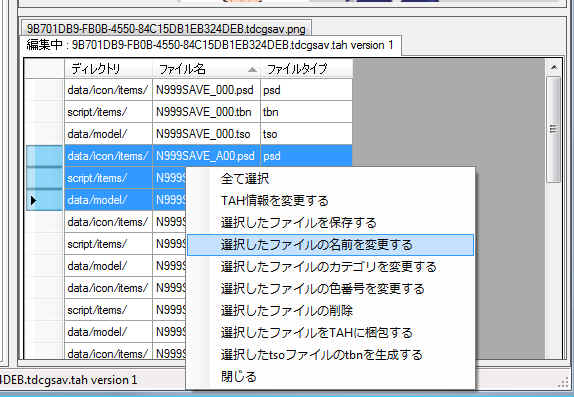 9B701DB9-FB0B-4550-84C15DB1EB324DEB.tdcgsav.png
編集中 : 9B701DB9-FB0B-4550-84C15DB1EB324DEB.tdcgsav.tah version 1
ディレクトリ ファイル名 ファイルタイプ
data/icon/items/ N999SAVE_000.psd psd
script/items/ N999SAVE_000.tbn tbn
data/model/ N999SAVE_000.tso tso
data/icon/items/ N999SAVE_A00.psd psd
script/items/ N999S
data/model/ N999S
data/icon/items/ N999S
script/items/ N999S
data/model/ N999S
data/icon/items/ N999S
script/items/ N999S
data/model/ N999S
data/icon/items/ N999S
全て選択
TAH情報を変更する
選択したファイルを保存する
選択したファイルの名前を変更する
選択したファイルのカテゴリを変更する
選択したファイルの色番号を変更する
選択したファイルの削除
選択したファイルをTAHに梱包する
選択したtsoファイルのtbnを生成する
閉じる
4DEB.tdcgsav.tah version 1